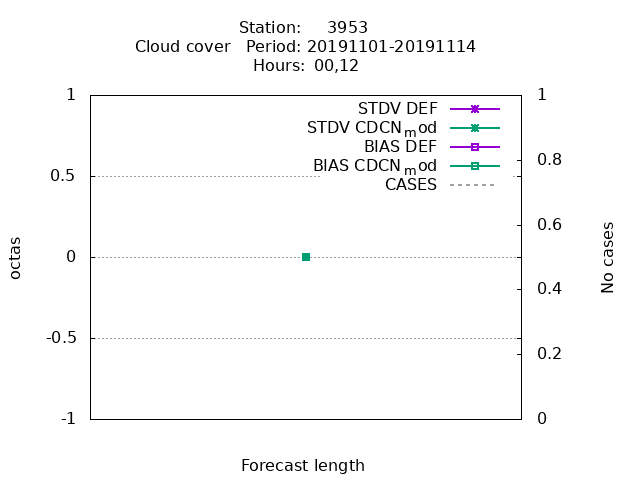 Station: 3953
Cloud cover Period: 20191101-20191114
Hours: 00,12
1
0.5
0
-0.5
-1
octas
STDV DEF
STDV CDCNmod
BIAS DEF
BIAS CDCNmod
CASES
1
0.8
0.6
0.4
0.2
0
No cases
Forecast length